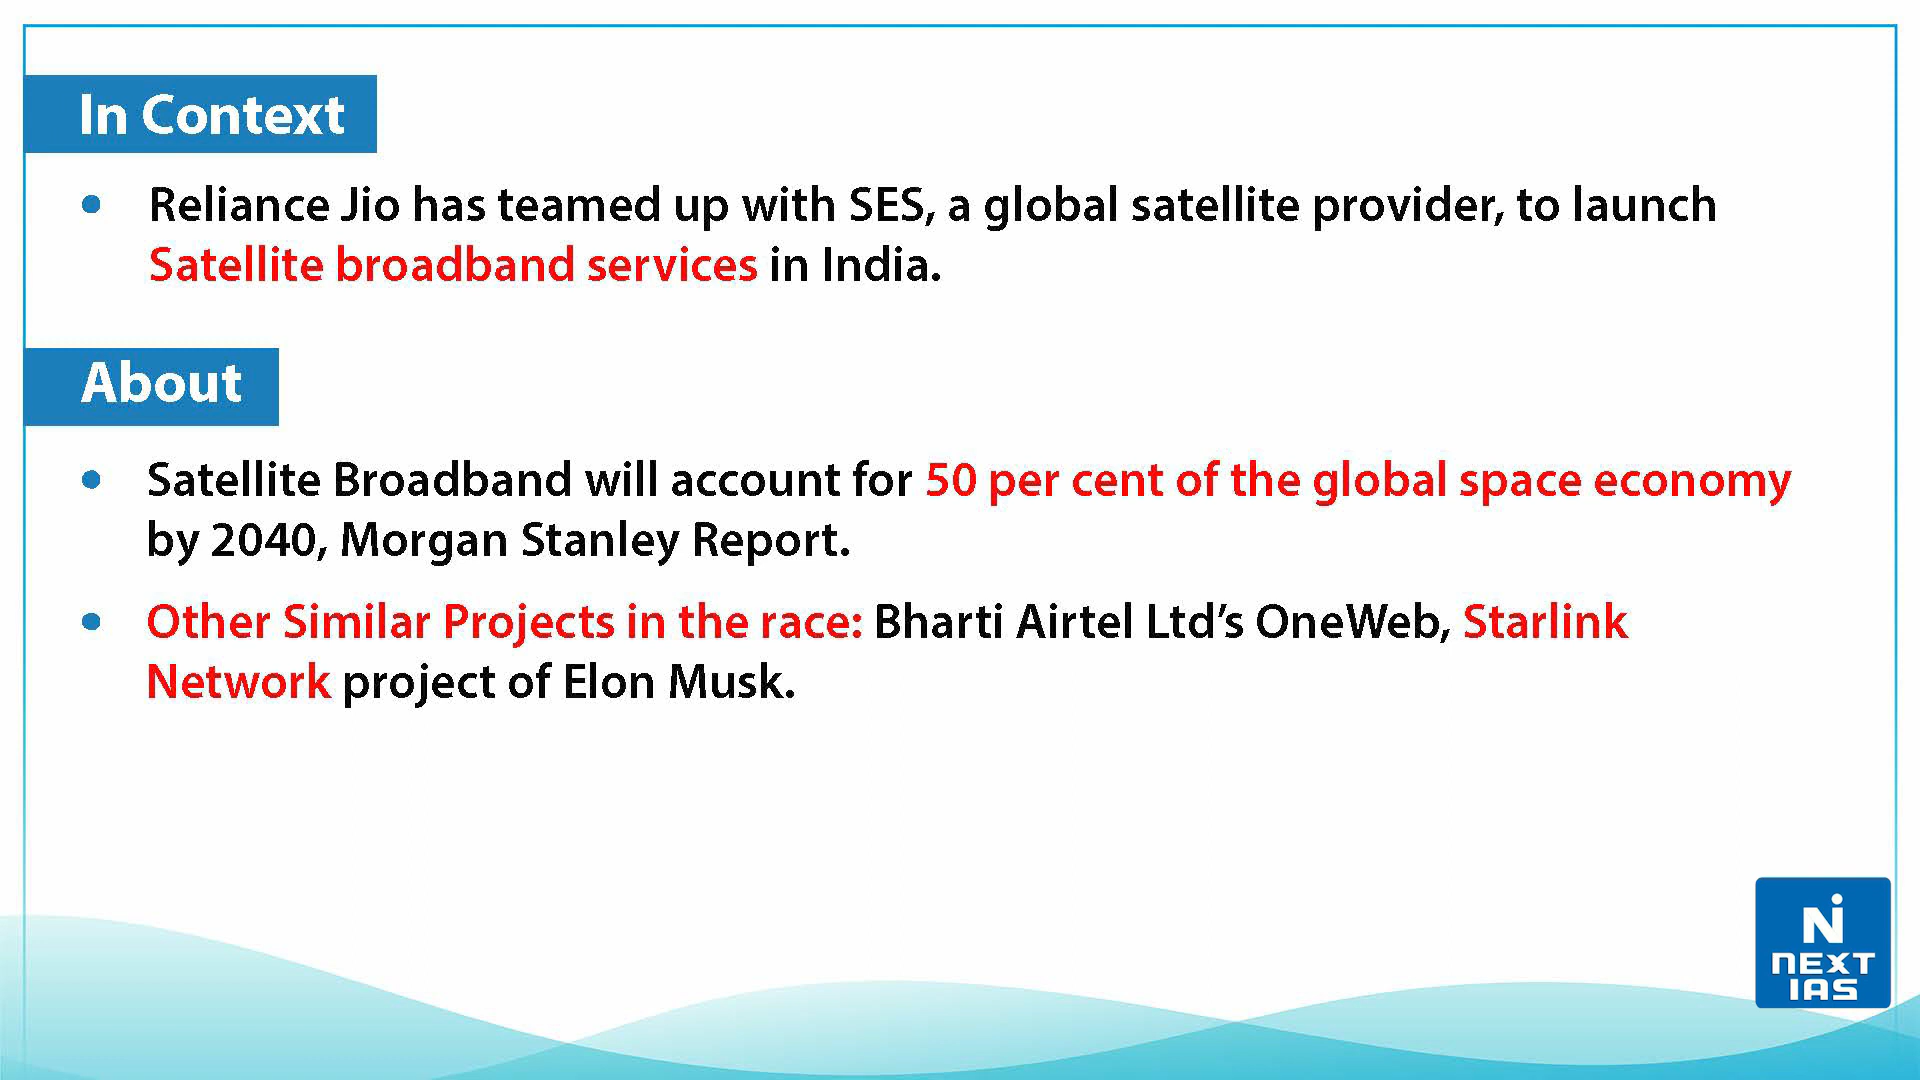 In Context
• Reliance Jio has teamed up with SES, a global satellite provider, to launch
Satellite broadband services in India.
About
• Satellite Broadband will account for 50 per cent of the global space economy
by 2040, Morgan Stanley Report.
• Other Similar Projects in the race: Bharti Airtel Ltd’s OneWeb, Starlink
Network project of Elon Musk.
N
NEXT
IAS